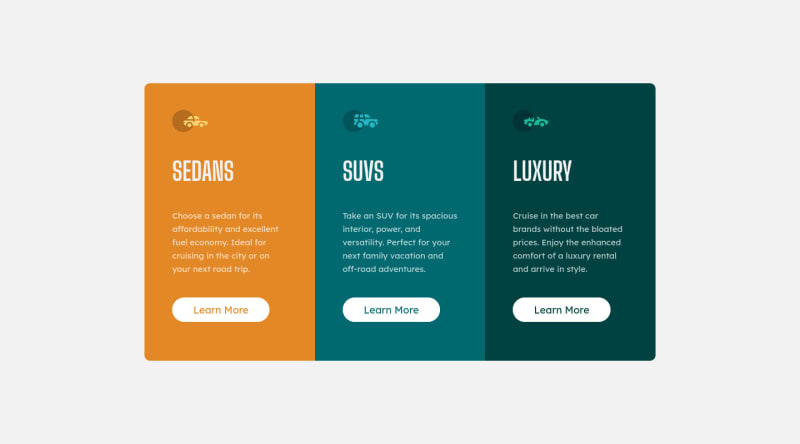 SEDANS
Choose a sedan for its
affordability and excellent
fuel economy. Ideal for
cruising in the city or on
your next road trip.
Learn More
SUVS
Take an SUV for its spacious
interior, power, and
versatility. Perfect for your
next family vacation and
off-road adventures.
Learn More
LUXURY
Cruise in the best car
brands without the bloated
prices. Enjoy the enhanced
comfort of a luxury rental
and arrive in style.
Learn More